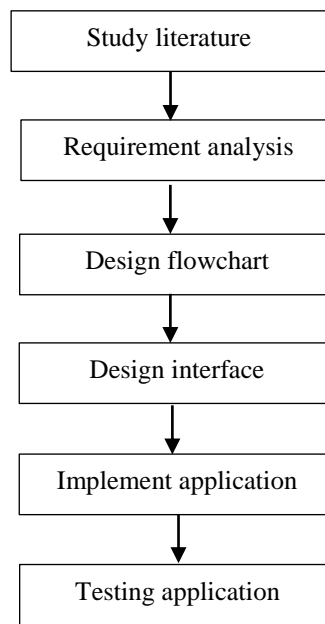 Study literature
Requirement analysis
Design flowchart
Design interface
Implement application
Testing application